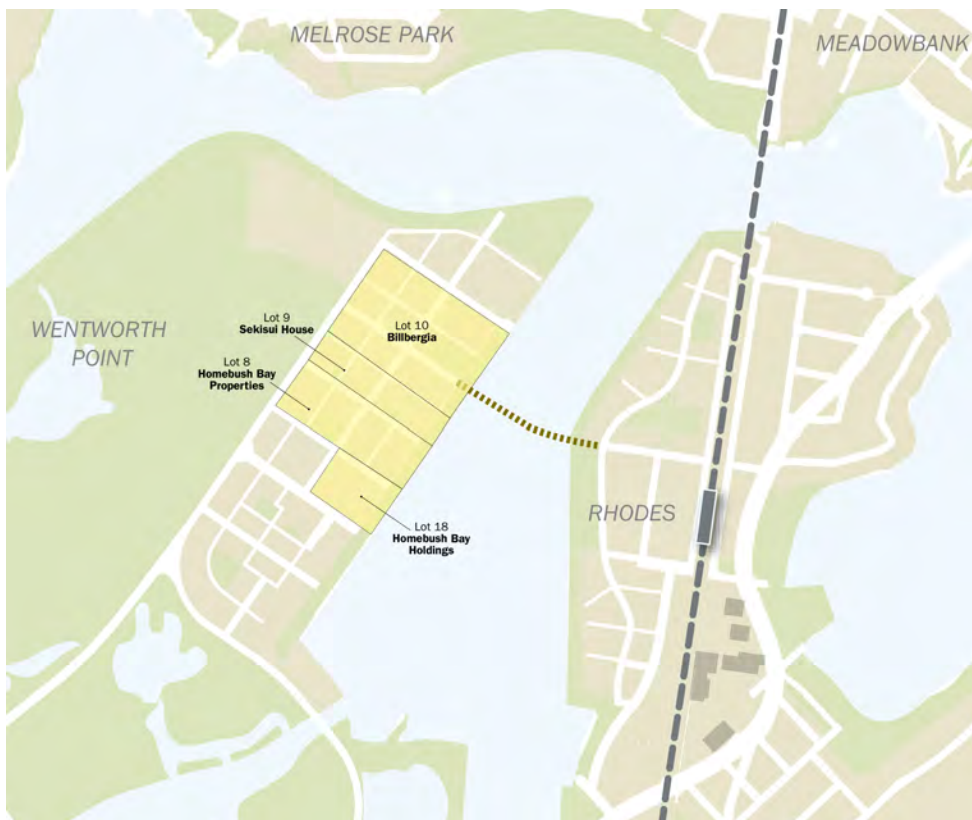 MELROSE PARK
MEADOWBANK
WENTWORTH
POINT
Lot 9
Sekisui House
Lot 10
Billbergia
Lot 8
Homebush Bay
Properties
RHODES
Lot 18
Homebush Bay
Holdings